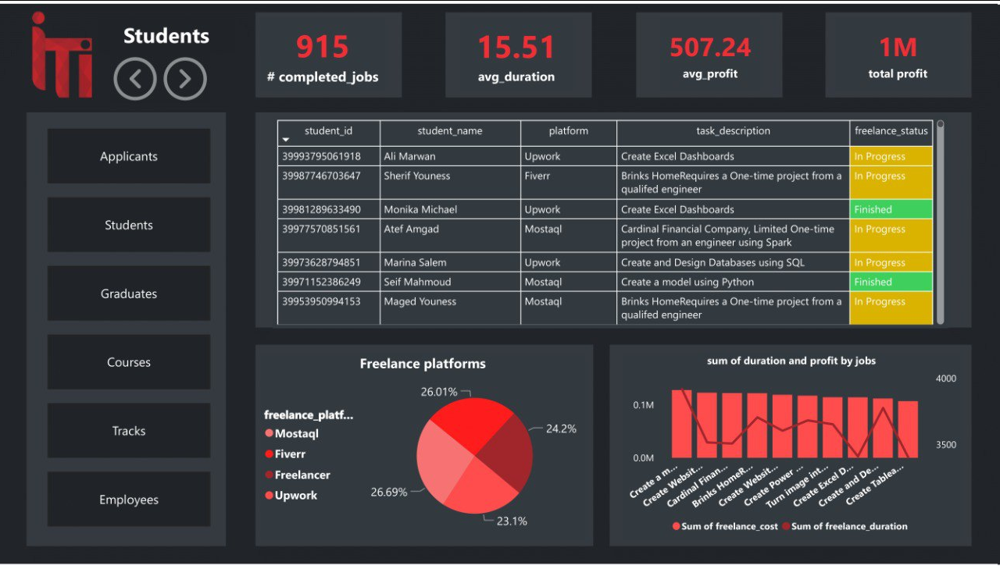 iTi
Students
915
# completed_jobs
15.51
avg_duration
507.24
avg_profit
1M
total profit
Applicants
Students
Graduates
Courses
Tracks
Employees
student_id student_name platform task_description freelance_status
39993795061918 Ali Marwan Upwork Create Excel Dashboards In Progress
39987746703647 Sherif Youness Fiverr Brinks HomeRequires a One-time project from a In Progress
qualifed engineer
39981289633490 Monika Michael Upwork Create Excel Dashboards Finished
39977570851561 Atef Amgad Mostaql Cardinal Financial Company, Limited One-time In Progress
project from an engineer using Spark
39973628794851 Marina Salem Upwork Create and Design Databases using SQL In Progress
39971152386249 Seif Mahmoud Mostaql Create a model using Python Finished
39953950994153 Maged Youness Mostaql Brinks HomeRequires a One-time project from a In Progress
qualifed engineer
Freelance platforms
freelance_platf...
Mostaql
Fiverr
Freelancer
Upwork
26.01%
24.2%
26.69%
23.1%
sum of duration and profit by jobs
4000
0.1M
3500
0.0M
Create a m...
Create Websit...
Cardinal Finan...
Brinks HomeR...
Create Websit...
Create Power ...
Turn image int...
Create Excel D...
Create and De...
Create Tablea...
Sum of freelance_cost Sum of freelance_duration